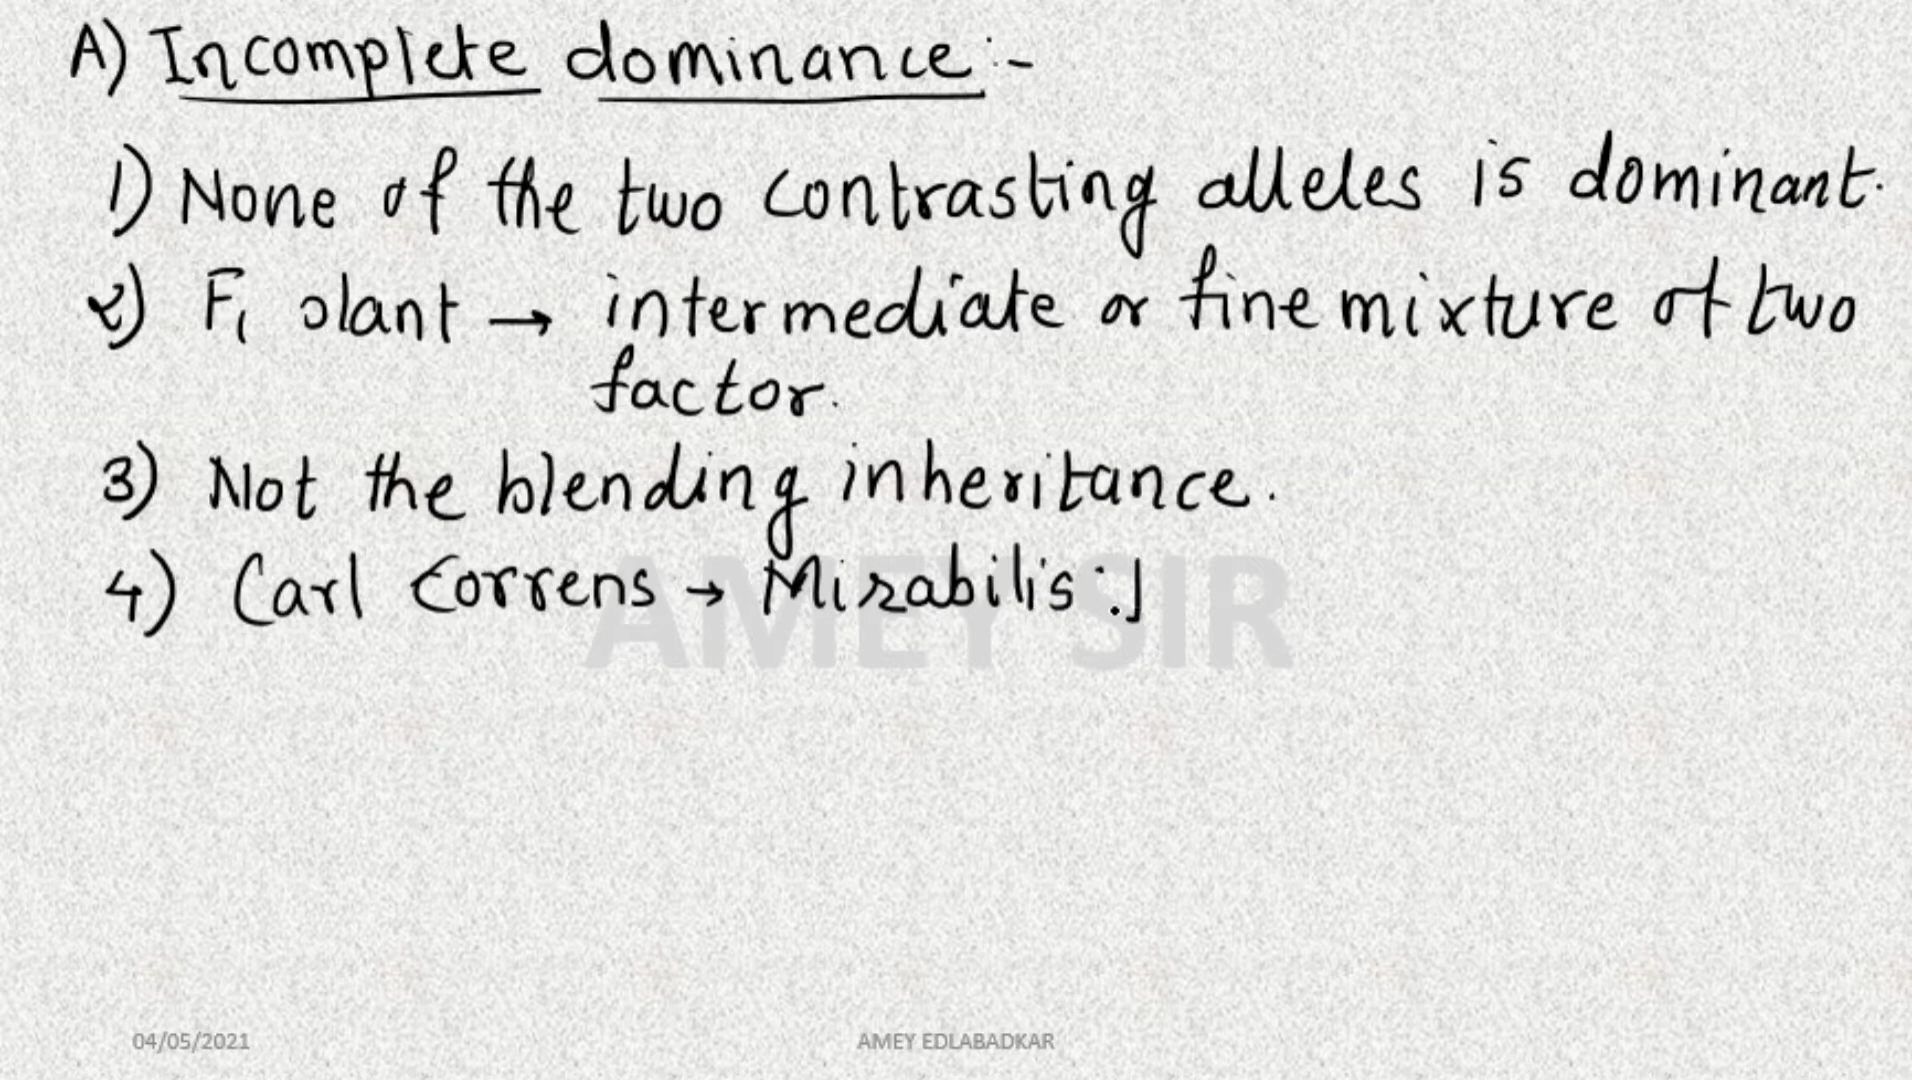 A) Incomplete dominance :-
1) None of the two contrasting alleles is dominant.
2) F₁ plant → intermediate or fine mixture of two
factor.
3) Not the blending inheritance.
4) Carl Correns → Mirabilis :J
AMEY SIR
04/05/2021 AMEY EDLABADKAR